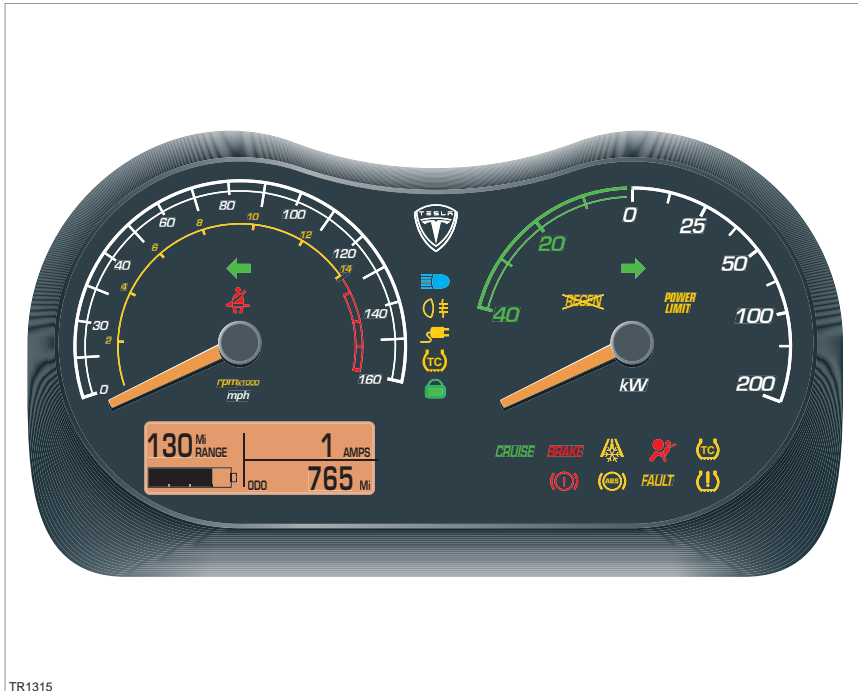 TESLA
0
30
40
60
80
100
120
140
160
2
4
6
8
10
12
14
rpm x1000
mph
40
20
0
25
50
100
200
REGEN
POWER
LIMIT
kW
TC
130 Mi RANGE
1 AMPS
ODO 765 Mi
CRUISE BRAKE TC
ABS FAULT
TR1315